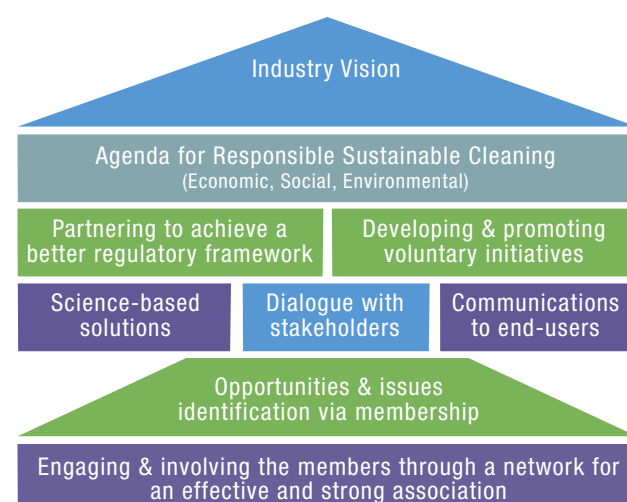 Industry Vision
Agenda for Responsible Sustainable Cleaning
(Economic, Social, Environmental)
Partnering to achieve a
better regulatory framework
Developing & promoting
voluntary initiatives
Science-based
solutions
Dialogue with
stakeholders
Communications
to end-users
Opportunities & issues
identification via membership
Engaging & involving the members through a network for
an effective and strong association